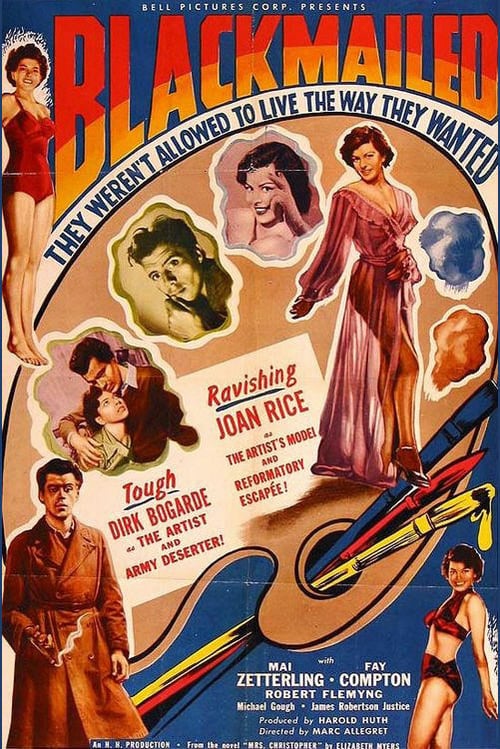 BELL PICTURES CORP. PRESENTS
BLACKMAILED
THEY WEREN'T ALLOWED TO LIVE THE WAY THEY WANTED
Ravishing
JOAN RICE
as
THE ARTIST'S MODEL
AND
REFORMATORY
ESCAPÉE!
Tough
DIRK BOGARDE
as THE ARTIST
AND
ARMY DESERTER!
with
MAI FAY
ZETTERLING · COMPTON
ROBERT FLEMYNG
Michael Gough · James Robertson Justice
Produced by HAROLD HUTH
Directed by MARC ALLEGRET
An H. H. PRODUCTION · From the novel "MRS. CHRISTOPHER" by ELIZABETH MYERS